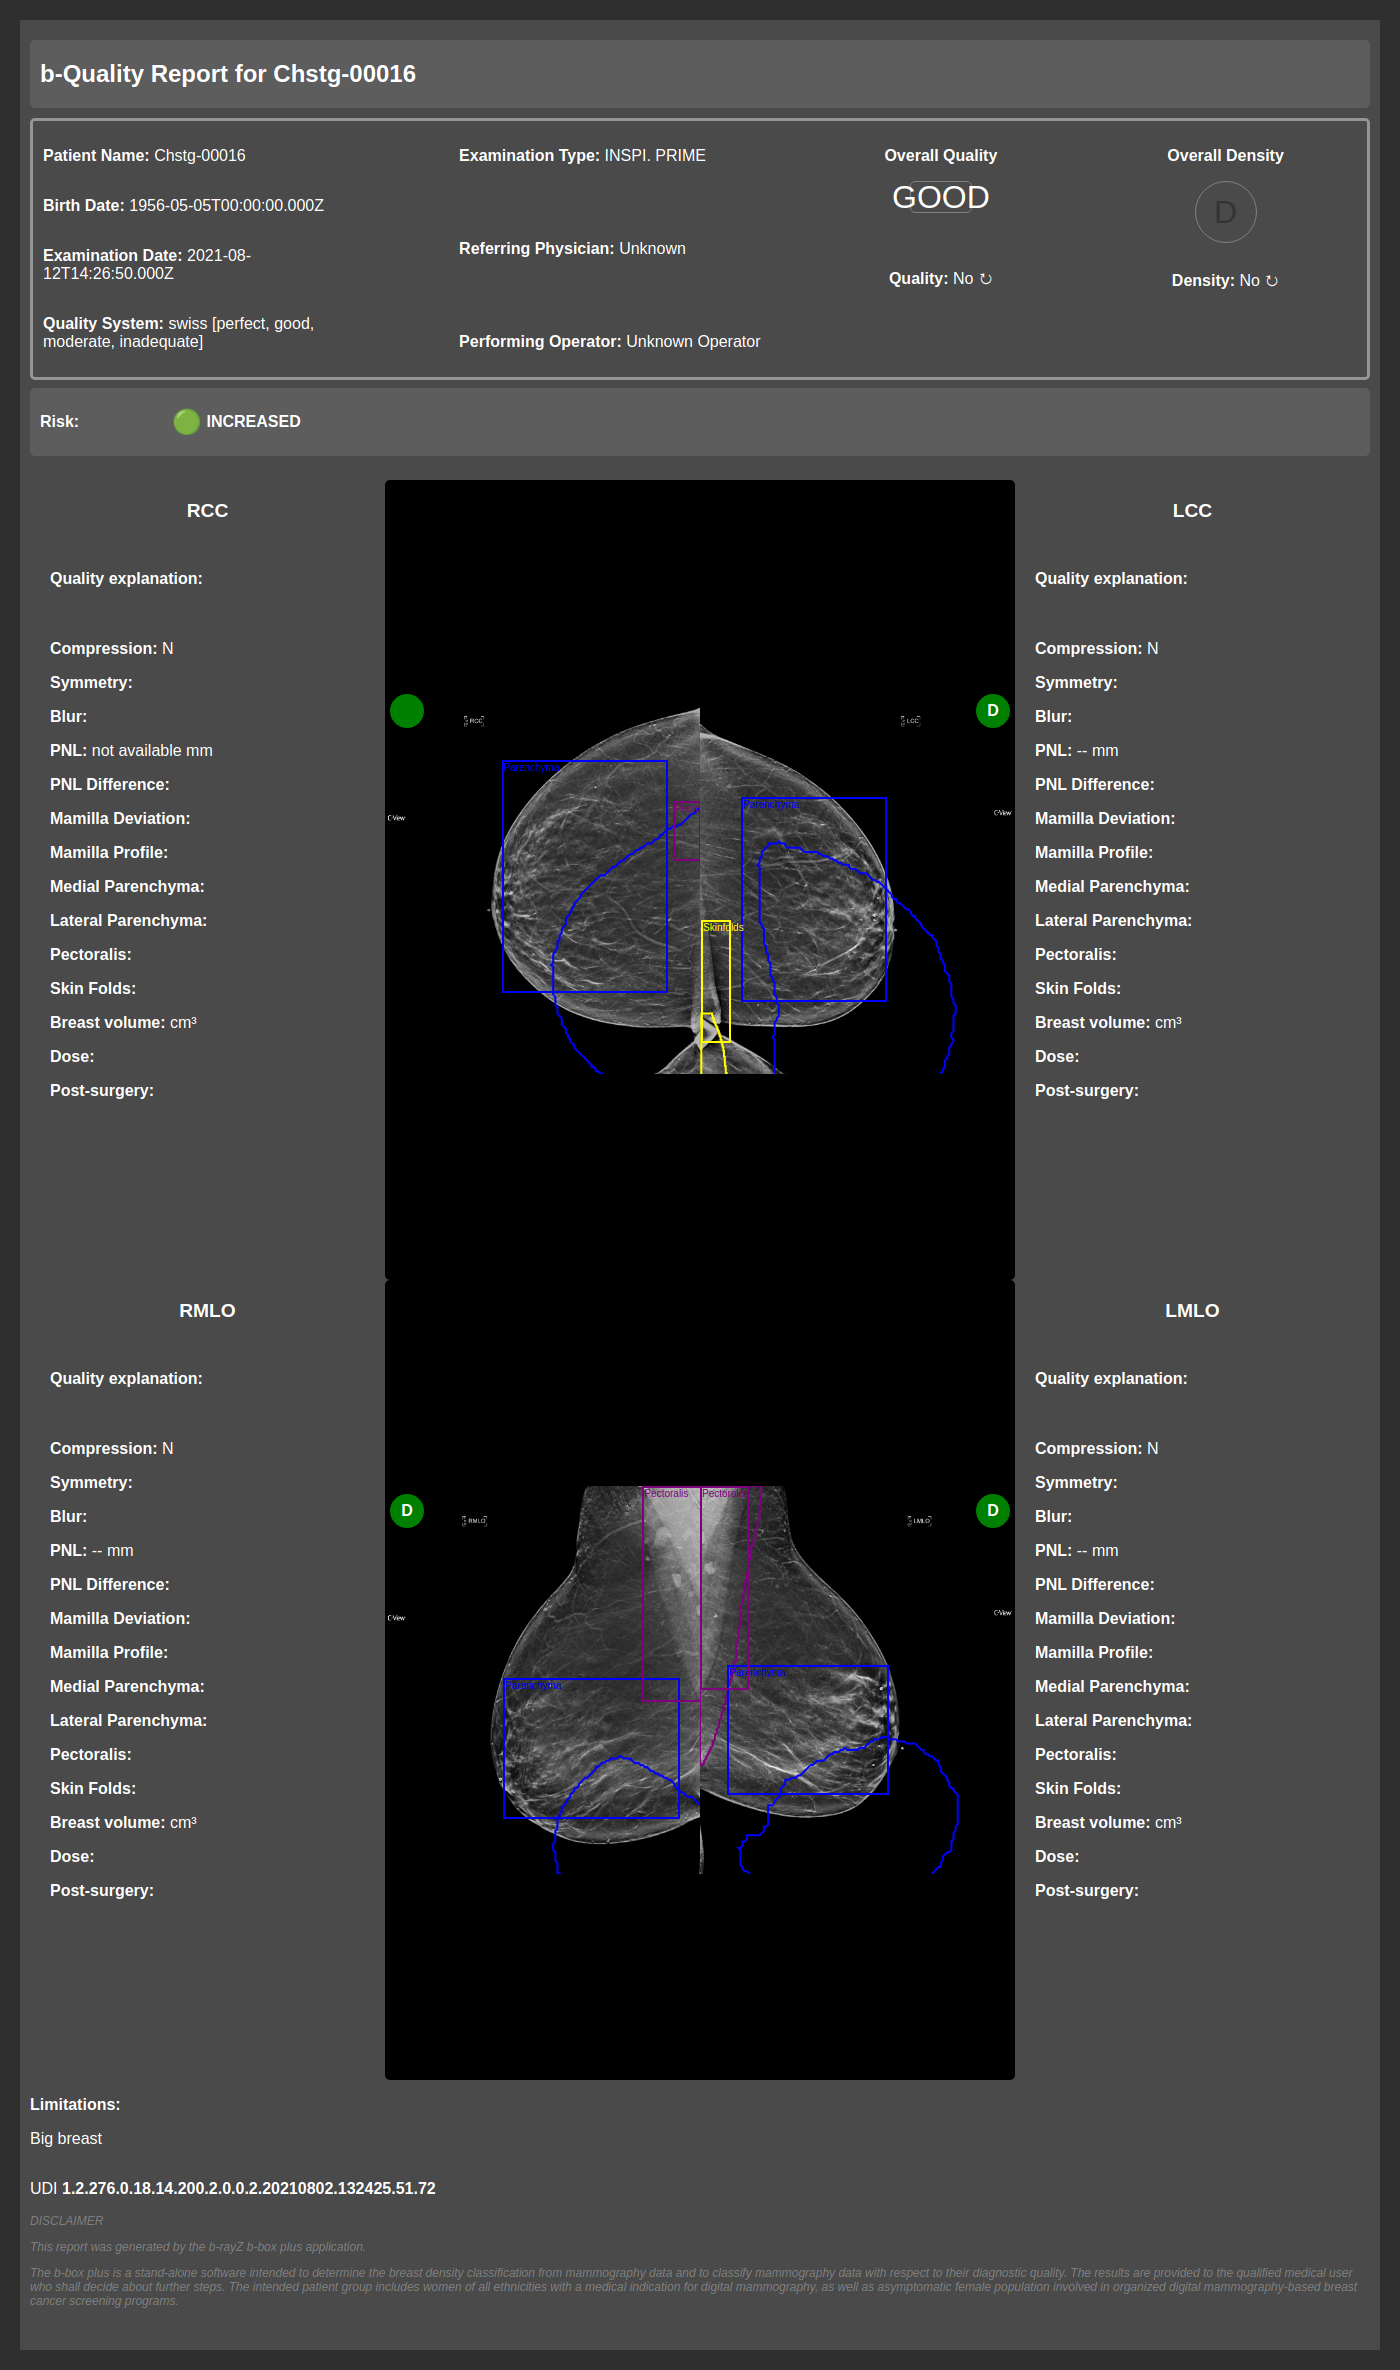 b-Quality Report for Chstg-00016
Patient Name: Chstg-00016
Birth Date: 1956-05-05T00:00:00.000Z
Examination Date: 2021-08-
12T14:26:50.000Z
Quality System: swiss [perfect, good,
moderate, inadequate]
Examination Type: INSPI. PRIME
Referring Physician: Unknown
Performing Operator: Unknown Operator
Overall Quality
GOOD
Quality: No ↻
Overall Density
D
Density: No ↻
Risk: INCREASED
RCC
Quality explanation:
Compression: N
Symmetry:
Blur:
PNL: not available mm
PNL Difference:
Mamilla Deviation:
Mamilla Profile:
Medial Parenchyma:
Lateral Parenchyma:
Pectoralis:
Skin Folds:
Breast volume: cm³
Dose:
Post-surgery:
D
RCC
LCC
Parenchyma
Parenchyma
C-View
C-View
Skinfolds
LCC
Quality explanation:
Compression: N
Symmetry:
Blur:
PNL: -- mm
PNL Difference:
Mamilla Deviation:
Mamilla Profile:
Medial Parenchyma:
Lateral Parenchyma:
Pectoralis:
Skin Folds:
Breast volume: cm³
Dose:
Post-surgery:
RMLO
Quality explanation:
Compression: N
Symmetry:
Blur:
PNL: -- mm
PNL Difference:
Mamilla Deviation:
Mamilla Profile:
Medial Parenchyma:
Lateral Parenchyma:
Pectoralis:
Skin Folds:
Breast volume: cm³
Dose:
Post-surgery:
Pectoralis
Pectoralis
D
D
RMLO
LMLO
C-View
C-View
Parenchyma
Parenchyma
LMLO
Quality explanation:
Compression: N
Symmetry:
Blur:
PNL: -- mm
PNL Difference:
Mamilla Deviation:
Mamilla Profile:
Medial Parenchyma:
Lateral Parenchyma:
Pectoralis:
Skin Folds:
Breast volume: cm³
Dose:
Post-surgery:
Limitations:
Big breast
UDI 1.2.276.0.18.14.200.2.0.0.2.20210802.132425.51.72
DISCLAIMER
This report was generated by the b-rayZ b-box plus application.
The b-box plus is a stand-alone software intended to determine the breast density classification from mammography data and to classify mammography data with respect to their diagnostic quality. The results are provided to the qualified medical user
who shall decide about further steps. The intended patient group includes women of all ethnicities with a medical indication for digital mammography, as well as asymptomatic female population involved in organized digital mammography-based breast
cancer screening programs.